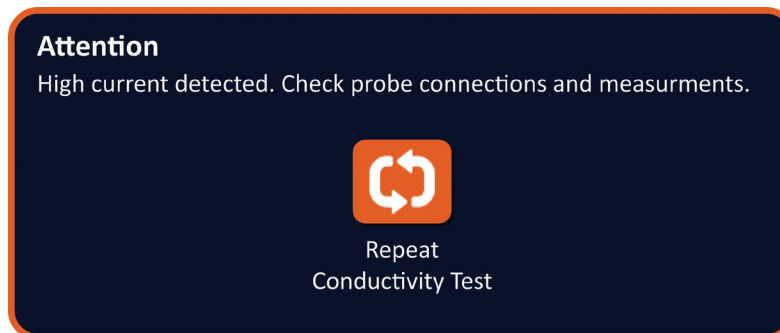 Attention
High current detected. Check probe connections and measurments.
Repeat
Conductivity Test